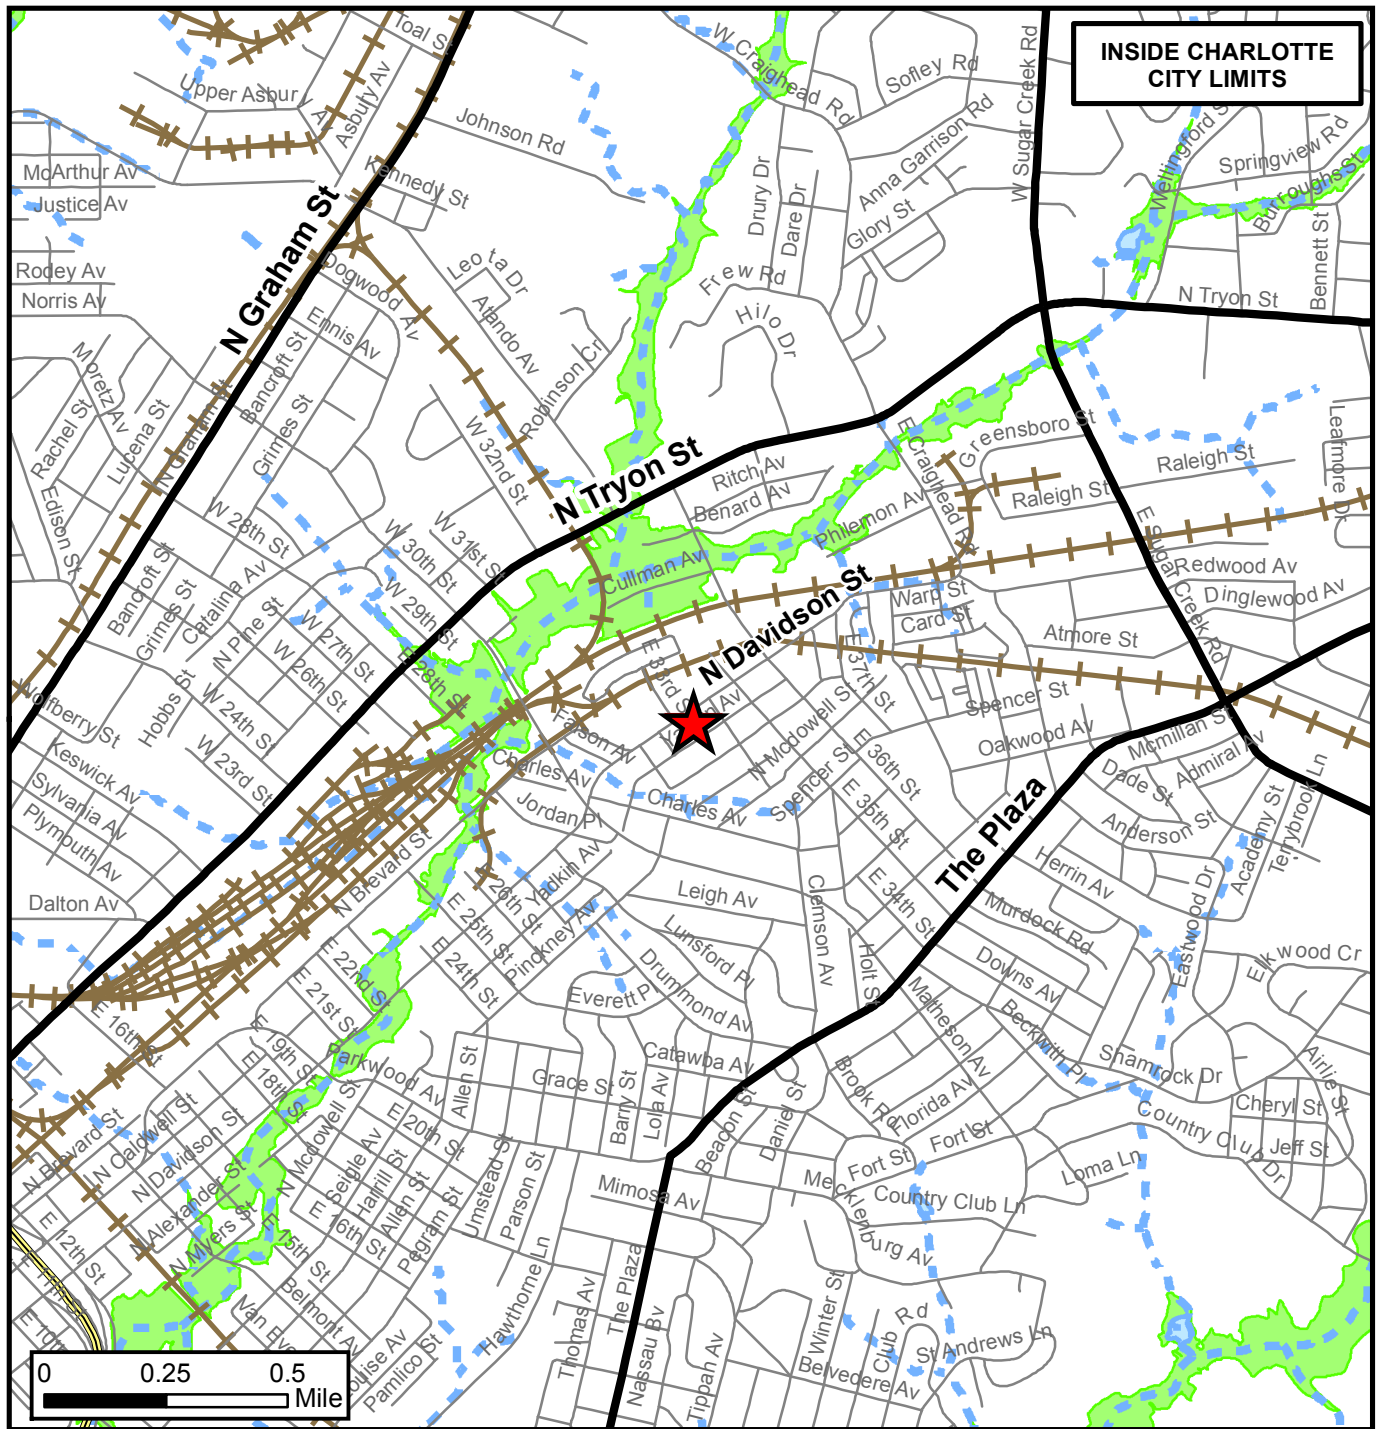 INSIDE CHARLOTTE
CITY LIMITS
Toal St
W Craighead Rd
Sofley Rd
W Sugar Creek Rd
Upper Asbury Av
Asbury Av
Johnson Rd
Anna Garrison Rd
Wellingford St
Springview Rd
Burroughs St
McArthur Av
Justice Av
Kennedy St
Drury Dr
Dare Dr
Glory St
Bennett St
N Graham St
Rodey Av
Norris Av
Dogwood Av
Leota Dr
Atando Av
Frew Rd
Hilo Dr
N Tryon St
Ennis Av
Bancroft St
Robinson Cr
Moretz Av
Rachel St
Lucena St
N Graham St
Grimes St
W 32nd St
N Tryon St
Ritch Av
Benard Av
E Craighead Rd
Greensboro St
Raleigh St
Raleigh St
Leafmore Dr
Edison St
W 28th St
W 30th St
W 31st St
Philemon Av
Cullman Av
N Davidson St
E Sugar Creek Rd
Redwood Av
Dinglewood Av
Bancroft St
Grimes St
Catalina Av
N Pine St
W 29th St
W 27th St
W 26th St
E 28th St
E 33rd St
Warp St
Card St
E 37th St
Atmore St
Wolfberry St
Hobbs St
W 24th St
W 23rd St
Keswick Av
Sylvania Av
Plymouth Av
Faison Av
Charles Av
Charles Av
N Mcdowell St
Spencer St
Spencer St
Oakwood Av
E 36th St
E 35th St
Mcmillan St
Admiral Av
Dade St
Anderson St
The Plaza
Jordan Pl
Yadkin Av
N Brevard St
Dalton Av
E 26th St
E 25th St
E 24th St
Pinckney Av
Leigh Av
Lunsford Pl
Drummond Av
Clemson Av
Holt St
E 34th St
Herrin Av
Murdock Rd
Academy St
Terrybrook Ln
Eastwood Dr
Elkwood Cr
E 22nd St
E 21st St
E 19th St
E 18th St
E 16th St
Everett Pl
Downs Av
Matheson Av
Beckwith Pl
Shamrock Dr
Airlie St
Parkwood Av
Allen St
Grace St
Catawba Av
Barry St
Lola Av
Brook Rd
Florida Av
Fort St
Fort St
Cheryl St
Jeff St
Country Club Dr
N Brevard St
N Caldwell St
N Davidson St
N Alexander St
N Myers St
N Mcdowell St
E 20th St
Seigle Av
Harrill St
Allen St
E 16th St
Pegram St
Umstead St
Parson St
Mimosa Av
Beacon St
Daniel St
Mecklenburg Av
Country Club Ln
Loma Ln
E 12th St
E 15th St
Belmont Av
Hawthorne Ln
Thomas Av
The Plaza
Nassau Bv
Tippah Av
Winter St
Club Rd
St Andrews Ln
Belvedere Av
Pamlico St
0 0.25 0.5
Mile